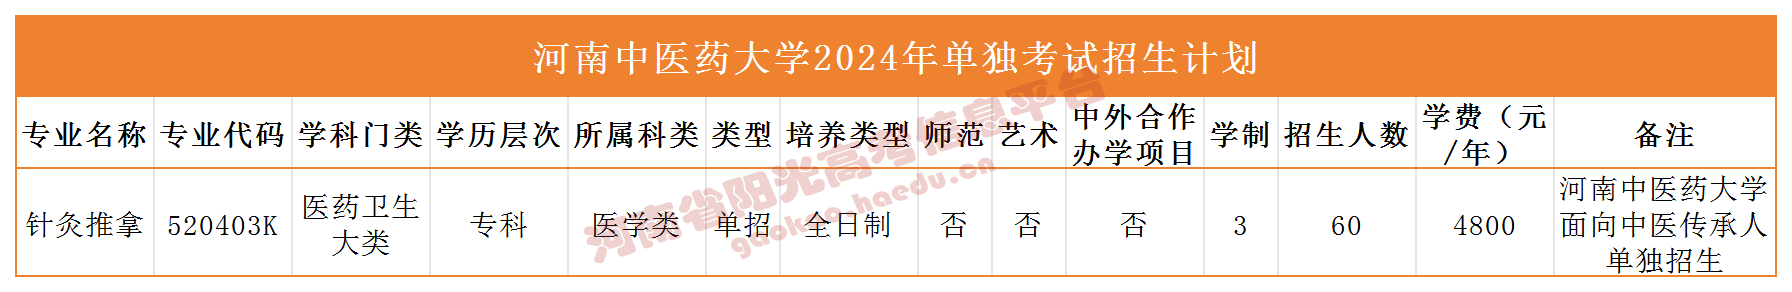 河南中医药大学2024年单独考试招生计划
专业名称 专业代码 学科门类 学历层次 所属科类 类型 培养类型 师范 艺术 中外合作办学项目 学制 招生人数 学费（元/年） 备注
针灸推拿 520403K 医药卫生大类 专科 医学类 单招 全日制 否 否 否 3 60 4800 河南中医药大学面向中医传承人单独招生
河南省阳光高考信息平台
gaokao.haedu.cn